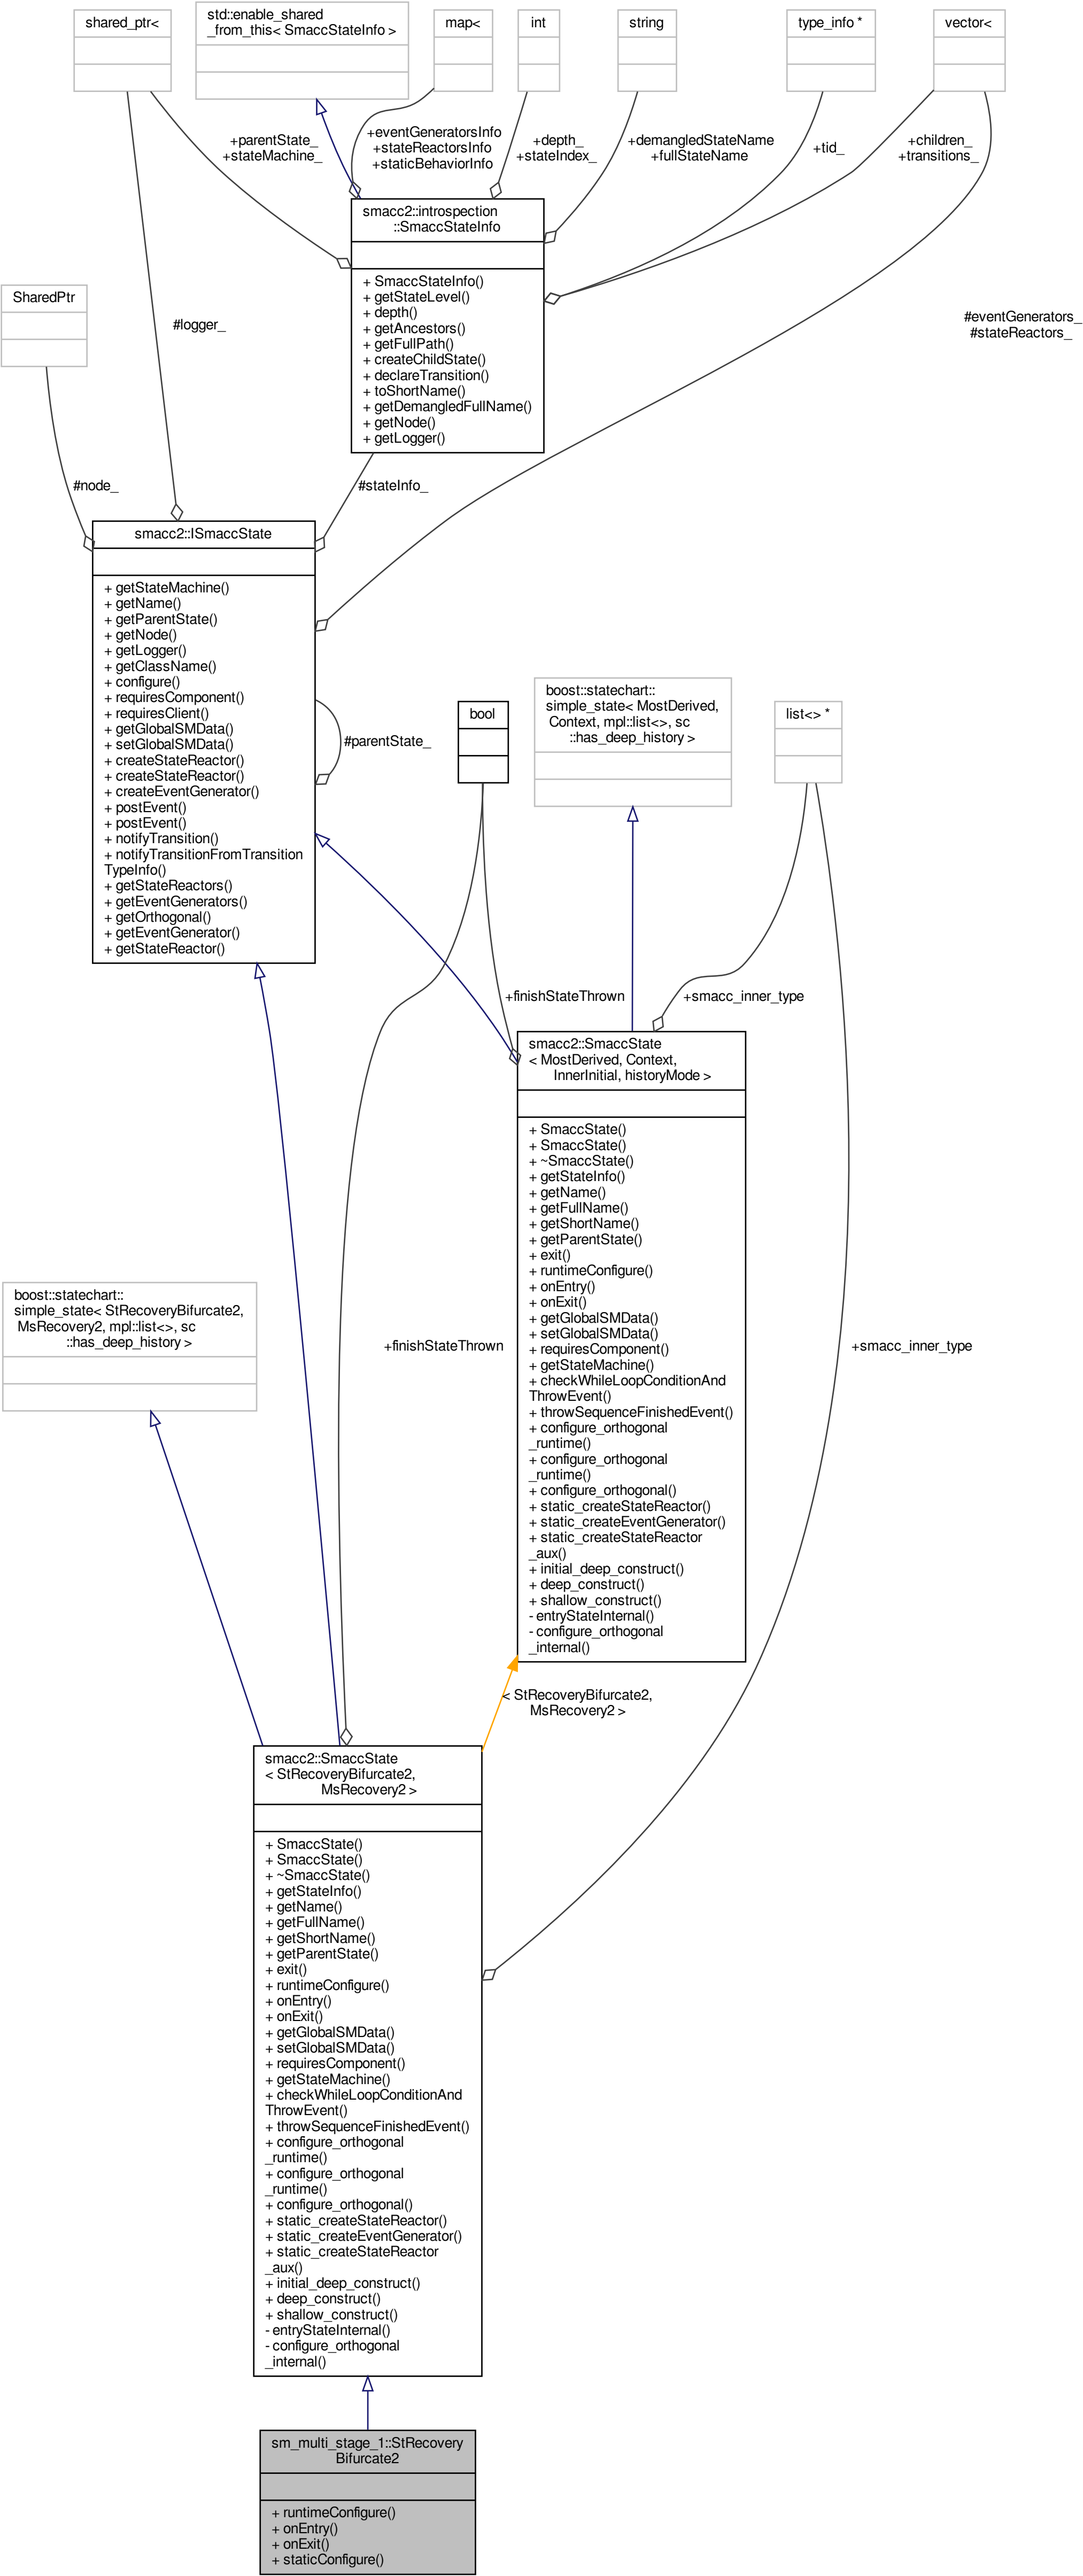 shared_ptr<
std::enable_shared
_from_this< SmaccStateInfo >
map<
int
string
type_info *
vector<
+parentState_
+stateMachine_
+eventGeneratorsInfo
+stateReactorsInfo
+staticBehaviorInfo
+depth_
+stateIndex_
+demangledStateName
+fullStateName
+tid_
+children_
+transitions_
smacc2::introspection
::SmaccStateInfo
+ SmaccStateInfo()
+ getStateLevel()
+ depth()
+ getAncestors()
+ getFullPath()
+ createChildState()
+ declareTransition()
+ toShortName()
+ getDemangledFullName()
+ getNode()
+ getLogger()
SharedPtr
#logger_
#eventGenerators_
#stateReactors_
#node_
#stateInfo_
smacc2::ISmaccState
+ getStateMachine()
+ getName()
+ getParentState()
+ getNode()
+ getLogger()
+ getClassName()
+ configure()
+ requiresComponent()
+ requiresClient()
+ getGlobalSMData()
+ setGlobalSMData()
+ createStateReactor()
+ createStateReactor()
+ createEventGenerator()
+ postEvent()
+ postEvent()
+ notifyTransition()
+ notifyTransitionFromTransition
TypeInfo()
+ getStateReactors()
+ getEventGenerators()
+ getOrthogonal()
+ getEventGenerator()
+ getStateReactor()
#parentState_
bool
boost::statechart::
simple_state< MostDerived,
Context, mpl::list<>, sc
::has_deep_history >
list<> *
+finishStateThrown
+smacc_inner_type
smacc2::SmaccState
< MostDerived, Context,
InnerInitial, historyMode >
+ SmaccState()
+ SmaccState()
+ ~SmaccState()
+ getStateInfo()
+ getName()
+ getFullName()
+ getShortName()
+ getParentState()
+ exit()
+ runtimeConfigure()
+ onEntry()
+ onExit()
+ getGlobalSMData()
+ setGlobalSMData()
+ requiresComponent()
+ getStateMachine()
+ checkWhileLoopConditionAnd
ThrowEvent()
+ throwSequenceFinishedEvent()
+ configure_orthogonal
_runtime()
+ configure_orthogonal
_runtime()
+ configure_orthogonal()
+ static_createStateReactor()
+ static_createEventGenerator()
+ static_createStateReactor
_aux()
+ initial_deep_construct()
+ deep_construct()
+ shallow_construct()
- entryStateInternal()
- configure_orthogonal
_internal()
boost::statechart::
simple_state< StRecoveryBifurcate2,
MsRecovery2, mpl::list<>, sc
::has_deep_history >
+finishStateThrown
+smacc_inner_type
< StRecoveryBifurcate2,
MsRecovery2 >
smacc2::SmaccState
< StRecoveryBifurcate2,
MsRecovery2 >
+ SmaccState()
+ SmaccState()
+ ~SmaccState()
+ getStateInfo()
+ getName()
+ getFullName()
+ getShortName()
+ getParentState()
+ exit()
+ runtimeConfigure()
+ onEntry()
+ onExit()
+ getGlobalSMData()
+ setGlobalSMData()
+ requiresComponent()
+ getStateMachine()
+ checkWhileLoopConditionAnd
ThrowEvent()
+ throwSequenceFinishedEvent()
+ configure_orthogonal
_runtime()
+ configure_orthogonal
_runtime()
+ configure_orthogonal()
+ static_createStateReactor()
+ static_createEventGenerator()
+ static_createStateReactor
_aux()
+ initial_deep_construct()
+ deep_construct()
+ shallow_construct()
- entryStateInternal()
- configure_orthogonal
_internal()
sm_multi_stage_1::StRecovery
Bifurcate2
+ runtimeConfigure()
+ onEntry()
+ onExit()
+ staticConfigure()